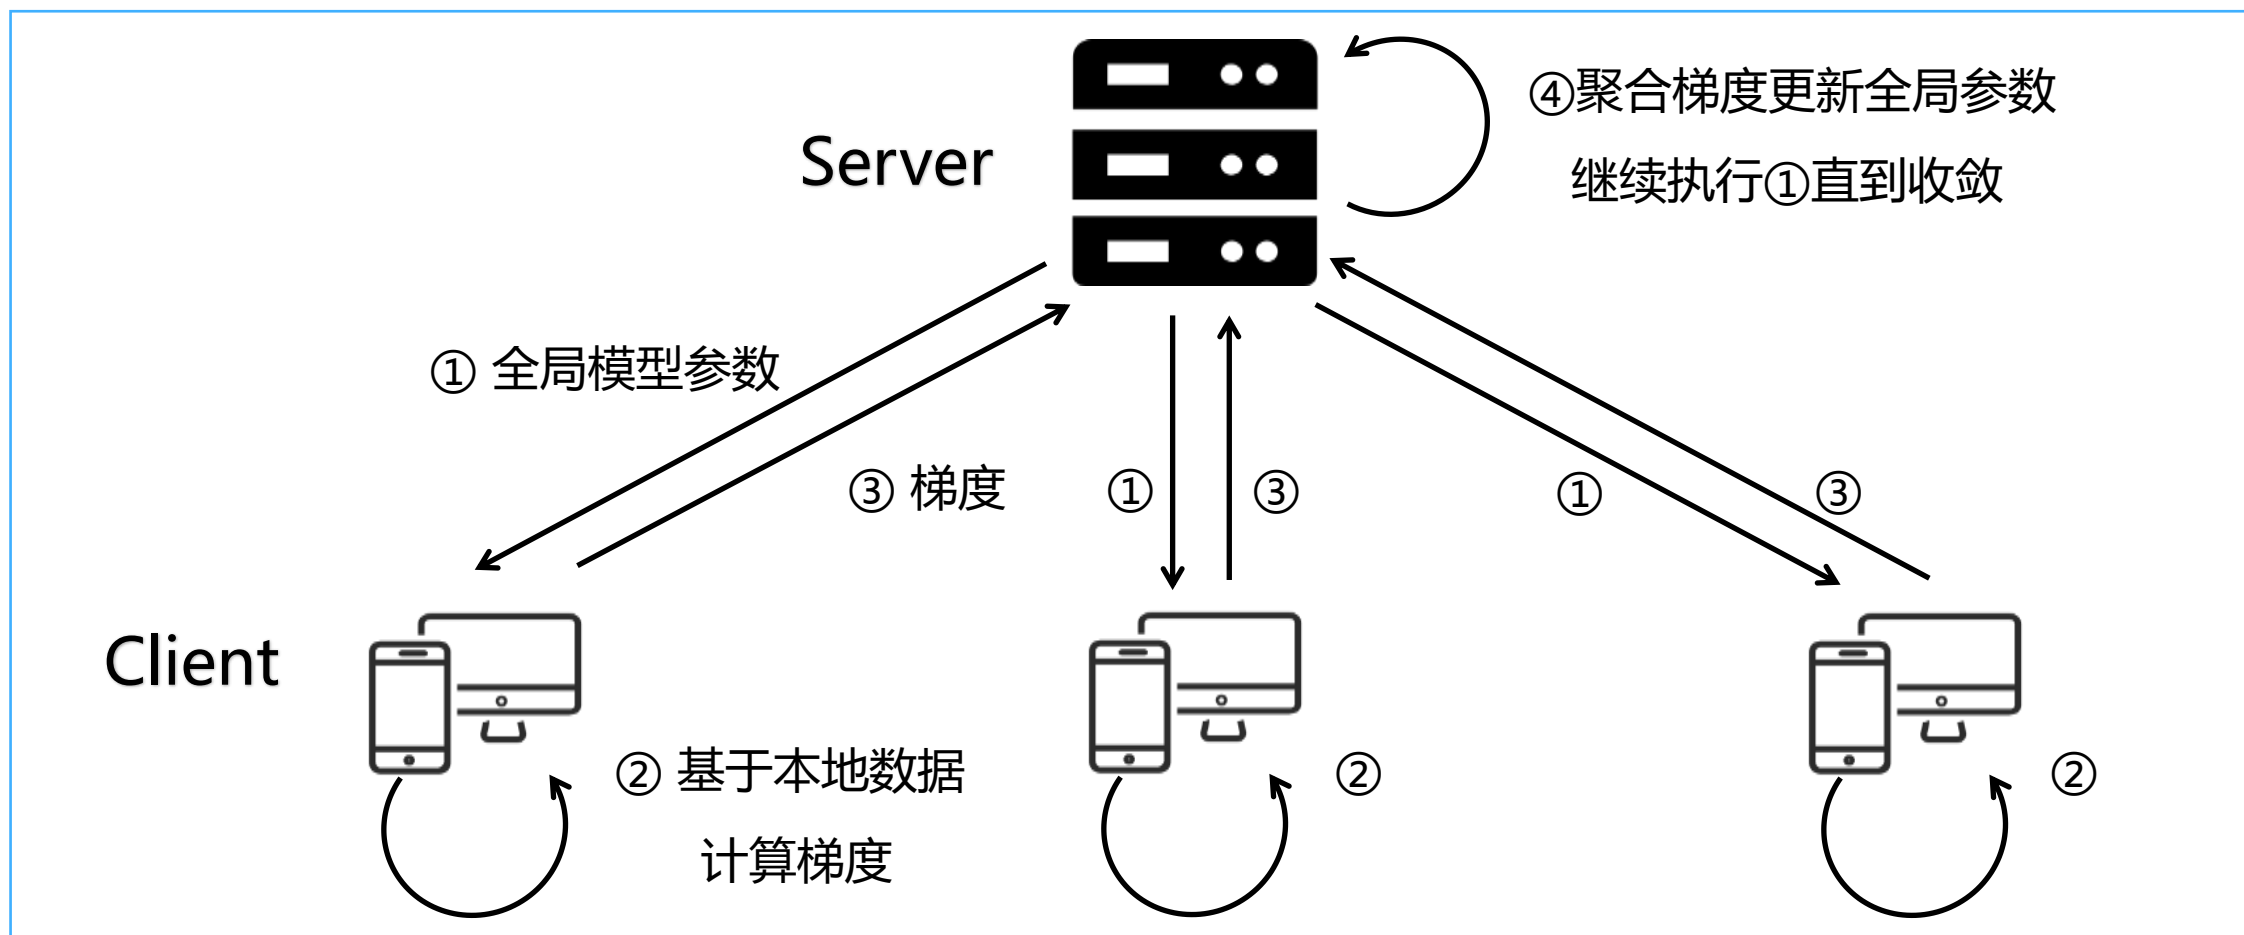 ④聚合梯度更新全局参数
Server
继续执行①直到收敛
① 全局模型参数
③ 梯度
①
③
①
③
Client
② 基于本地数据
计算梯度
②
②